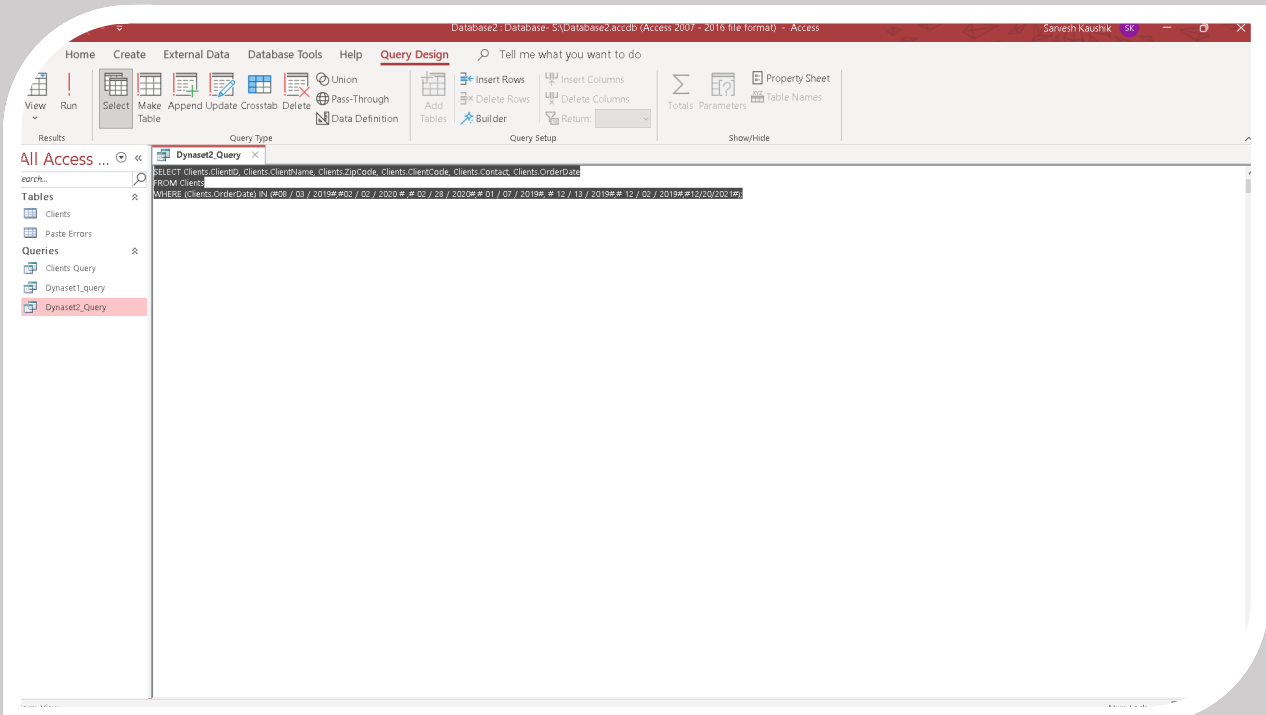 Database2 : Database- S:\Database2.accdb (Access 2007 - 2016 file format) - Access
Sarvesh Kaushik SK
Home Create External Data Database Tools Help Query Design Tell me what you want to do
View Run Select Make Table Append Update Crosstab Delete
Union
Pass-Through
Data Definition
Add Tables
Insert Rows
Delete Rows
Builder
Insert Columns
Delete Columns
Return:
Totals Parameters
Property Sheet
Table Names
Results Query Type Query Setup Show/Hide
All Access ...
earch...
Tables
Clients
Paste Errors
Queries
Clients Query
Dynaset1_query
Dynaset2_Query
Dynaset2_Query
SELECT Clients.ClientID, Clients.ClientName, Clients.ZipCode, Clients.ClientCode, Clients.Contact, Clients.OrderDate
FROM Clients
WHERE (Clients.OrderDate) IN (#08 / 03 / 2019#,#02 / 02 / 2020 # ,# 02 / 28 / 2020#,# 01 / 07 / 2019#, # 12 / 13 / 2019#,# 12 / 02 / 2019#,#12/20/2021#);